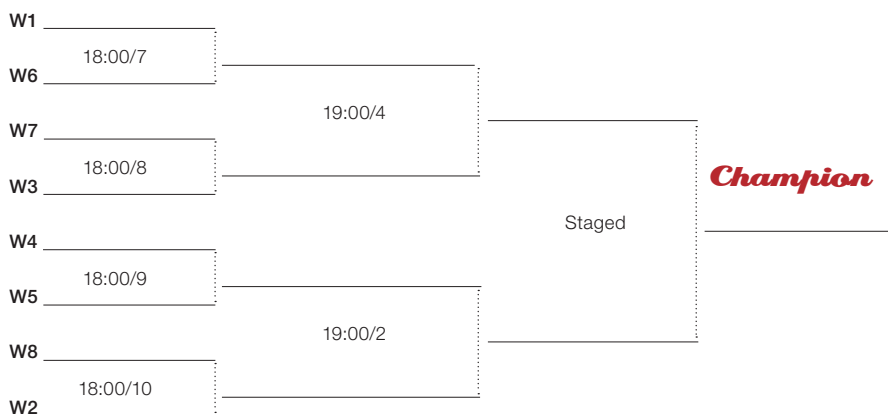 W1
18:00/7
W6
19:00/4
W7
18:00/8
W3
Champion
Staged
W4
18:00/9
W5
19:00/2
W8
18:00/10
W2